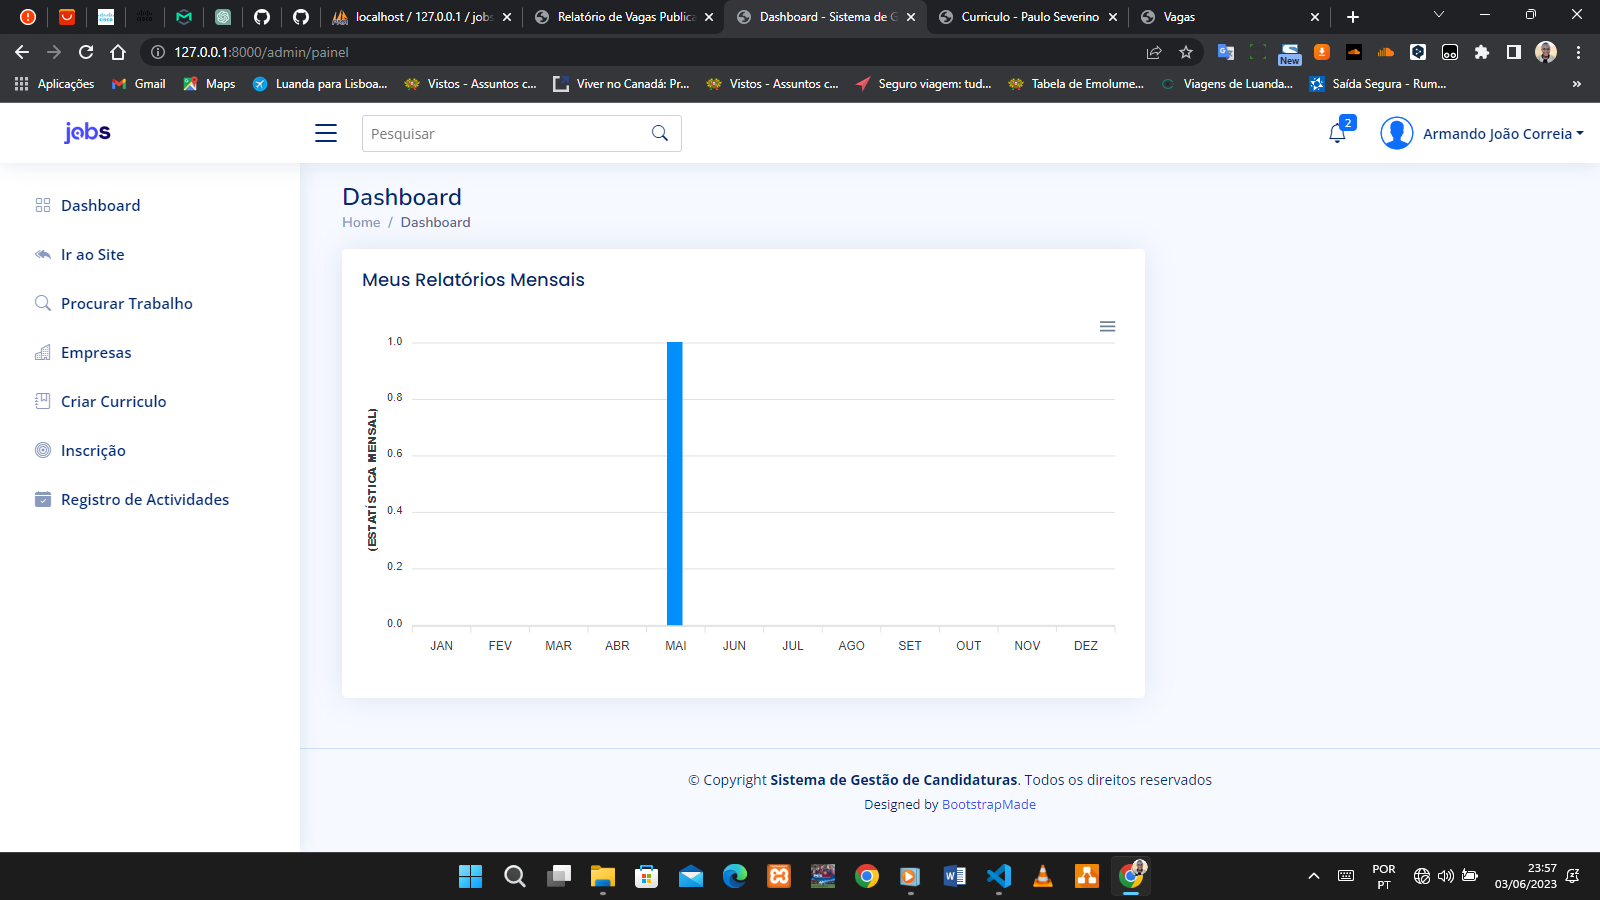 localhost / 127.0.0.1 / jobs
Relatório de Vagas Publica
Dashboard - Sistema de G
Curriculo - Paulo Severino
Vagas
127.0.0.1:8000/admin/painel
New
Aplicações
Gmail
Maps
Luanda para Lisboa...
Vistos - Assuntos c...
Viver no Canadá: Pr...
Vistos - Assuntos c...
Seguro viagem: tud...
Tabela de Emolume...
Viagens de Luanda...
Saída Segura - Rum...
jobs
Pesquisar
2
Armando João Correia
Dashboard
Ir ao Site
Procurar Trabalho
Empresas
Criar Curriculo
Inscrição
Registro de Actividades
Dashboard
Home / Dashboard
Meus Relatórios Mensais
(ESTATÍSTICA MENSAL)
1.0
0.8
0.6
0.4
0.2
0.0
JAN FEV MAR ABR MAI JUN JUL AGO SET OUT NOV DEZ
© Copyright Sistema de Gestão de Candidaturas. Todos os direitos reservados
Designed by BootstrapMade
POR
PT
23:57
03/06/2023